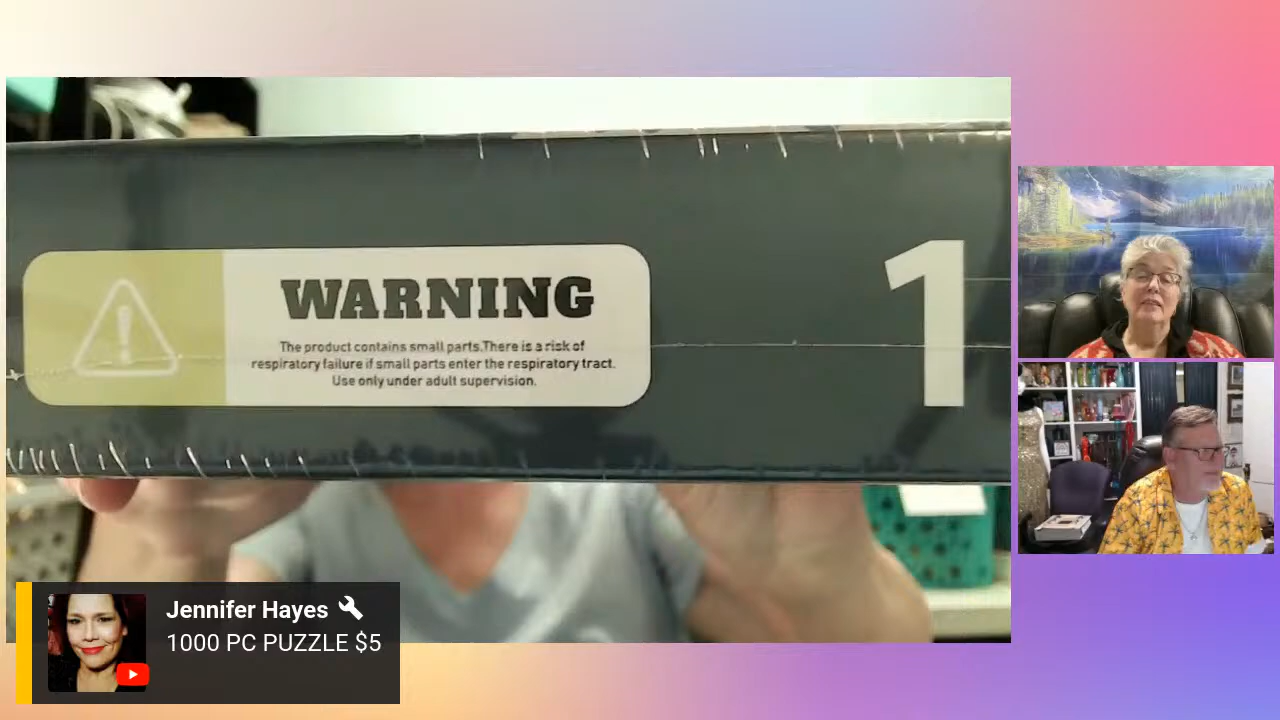 WARNING
The product contains small parts.There is a risk of
respiratory failure if small parts enter the respiratory tract.
Use only under adult supervision.
1
Jennifer Hayes
1000 PC PUZZLE $5